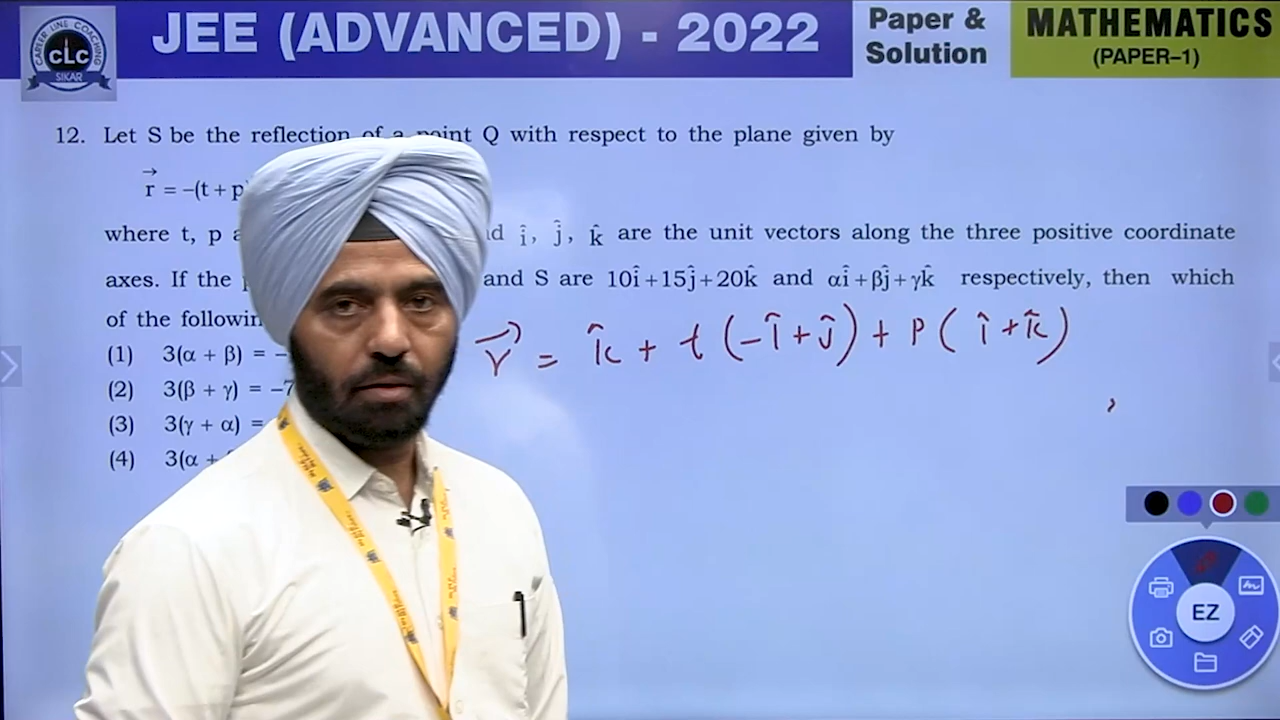 CAREER LINE COACHING
CLC
SIKAR
JEE (ADVANCED) - 2022
Paper &
Solution
MATHEMATICS
(PAPER–1)
12. Let S be the reflection of a point Q with respect to the plane given by
r⃗ = –(t + p
where t, p î, ĵ, k̂ are the unit vectors along the three positive coordinate
axes. If the and S are 10î+15ĵ+20k̂ and αî+βĵ+γk̂ respectively, then which
of the
r⃗ = k̂ + t(-î+ĵ) + p(î+k̂)
(1) 3(α + β) = –
(2) 3(β + γ) = –7
(3) 3(γ + α) =
(4) 3(α +
EZ